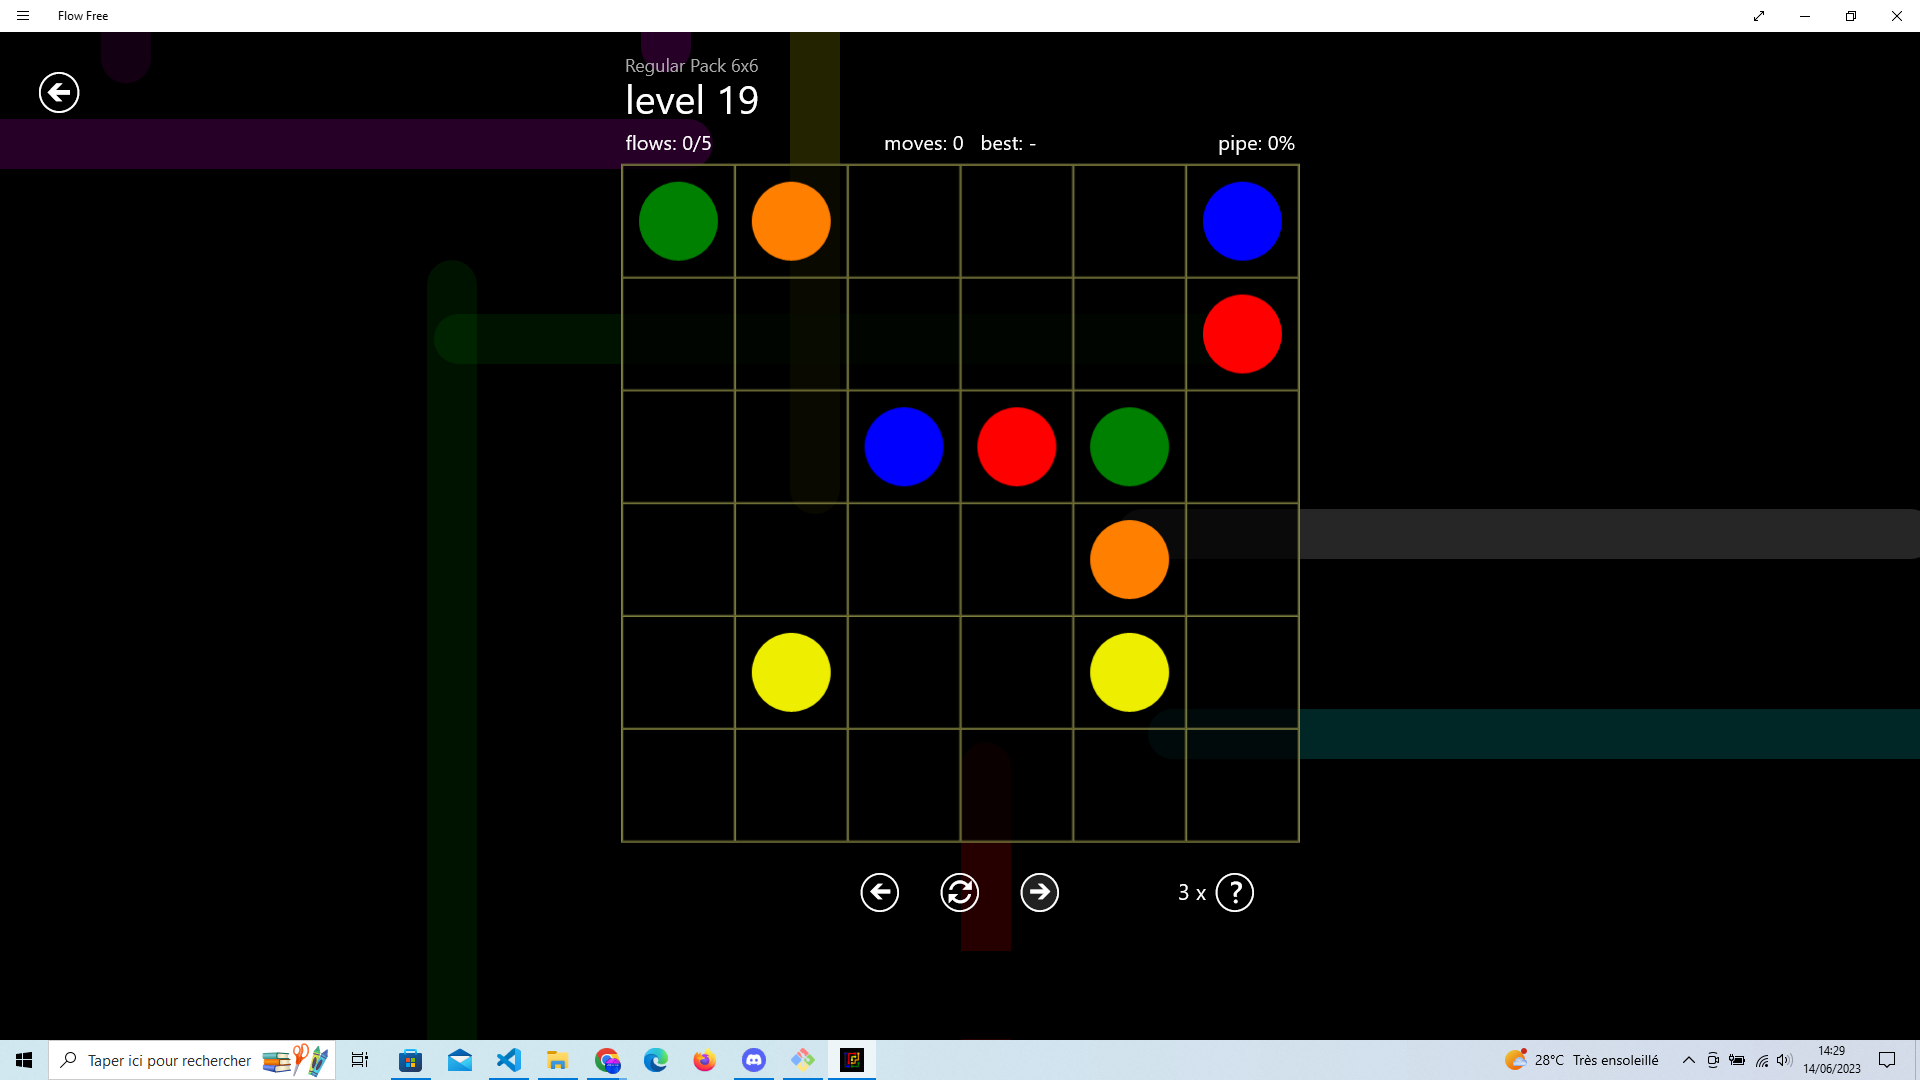 Flow Free
Regular Pack 6x6
level 19
flows: 0/5 moves: 0 best: - pipe: 0%
3 x ?
Taper ici pour rechercher
28°C Très ensoleillé
14:29
14/06/2023